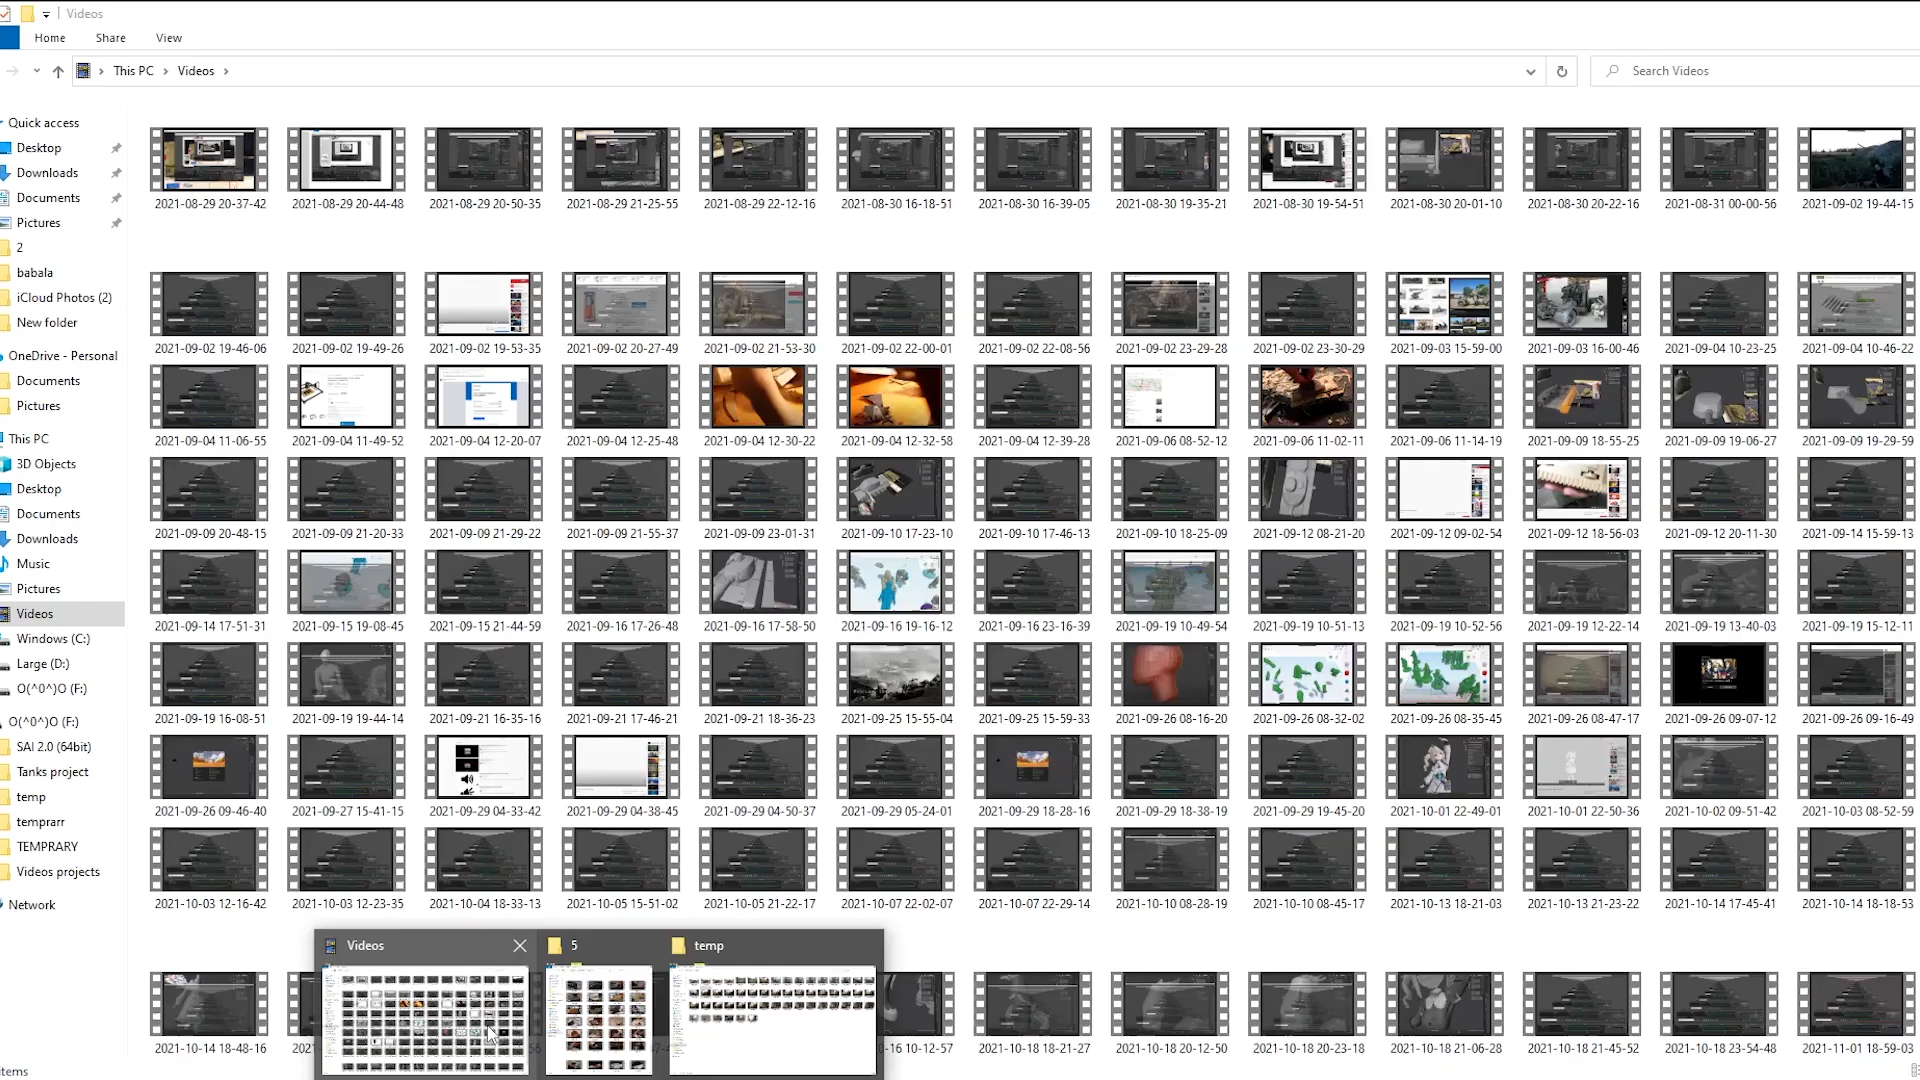 Videos
Home Share View
This PC Videos
Search Videos
Quick access
Desktop
Downloads
Documents
Pictures
2
babala
iCloud Photos (2)
New folder
OneDrive - Personal
Documents
Pictures
This PC
3D Objects
Desktop
Documents
Downloads
Music
Pictures
Videos
Windows (C:)
Large (D:)
O(^0^)O (F:)
O(^0^)O (F:)
SAI 2.0 (64bit)
Tanks project
temp
temprarr
TEMPRARY
Videos projects
Network
2021-08-29 20-37-42 2021-08-29 20-44-48 2021-08-29 20-50-35 2021-08-29 21-25-55 2021-08-29 22-12-16 2021-08-30 16-18-51 2021-08-30 16-39-05 2021-08-30 19-35-21 2021-08-30 19-54-51 2021-08-30 20-01-10 2021-08-30 20-22-16 2021-08-31 00-00-56 2021-09-02 19-44-15
2021-09-02 19-46-06 2021-09-02 19-49-26 2021-09-02 19-53-35 2021-09-02 20-27-49 2021-09-02 21-53-30 2021-09-02 22-00-01 2021-09-02 22-08-56 2021-09-02 23-29-28 2021-09-02 23-30-29 2021-09-03 15-59-00 2021-09-03 16-00-46 2021-09-04 10-23-25 2021-09-04 10-46-22
2021-09-04 11-06-55 2021-09-04 11-49-52 2021-09-04 12-20-07 2021-09-04 12-25-48 2021-09-04 12-30-22 2021-09-04 12-32-58 2021-09-04 12-39-28 2021-09-06 08-52-12 2021-09-06 11-02-11 2021-09-06 11-14-19 2021-09-09 18-55-25 2021-09-09 19-06-27 2021-09-09 19-29-59
2021-09-09 20-48-15 2021-09-09 21-20-33 2021-09-09 21-29-22 2021-09-09 21-55-37 2021-09-09 23-01-31 2021-09-10 17-23-10 2021-09-10 17-46-13 2021-09-10 18-25-09 2021-09-12 08-21-20 2021-09-12 09-02-54 2021-09-12 18-56-03 2021-09-12 20-11-30 2021-09-14 15-59-13
2021-09-14 17-51-31 2021-09-15 19-08-45 2021-09-15 21-44-59 2021-09-16 17-26-48 2021-09-16 17-58-50 2021-09-16 19-16-12 2021-09-16 23-16-39 2021-09-19 10-49-54 2021-09-19 10-51-13 2021-09-19 10-52-56 2021-09-19 12-22-14 2021-09-19 13-40-03 2021-09-19 15-12-11
2021-09-19 16-08-51 2021-09-19 19-44-14 2021-09-21 16-35-16 2021-09-21 17-46-21 2021-09-21 18-36-23 2021-09-25 15-55-04 2021-09-25 15-59-33 2021-09-26 08-16-20 2021-09-26 08-32-02 2021-09-26 08-35-45 2021-09-26 08-47-17 2021-09-26 09-07-12 2021-09-26 09-16-49
2021-09-26 09-46-40 2021-09-27 15-41-15 2021-09-29 04-33-42 2021-09-29 04-38-45 2021-09-29 04-50-37 2021-09-29 05-24-01 2021-09-29 18-28-16 2021-09-29 18-38-19 2021-09-29 19-45-20 2021-10-01 22-49-01 2021-10-01 22-50-36 2021-10-02 09-51-42 2021-10-03 08-52-59
2021-10-03 12-16-42 2021-10-03 12-23-35 2021-10-04 18-33-13 2021-10-05 15-51-02 2021-10-05 21-22-17 2021-10-07 22-02-07 2021-10-07 22-29-14 2021-10-10 08-28-19 2021-10-10 08-45-17 2021-10-13 18-21-03 2021-10-13 21-23-22 2021-10-14 17-45-41 2021-10-14 18-18-53
Videos 5 temp
2021-10-14 18-48-16 2021 -16 10-12-57 2021-10-18 18-21-27 2021-10-18 20-12-50 2021-10-18 20-23-18 2021-10-18 21-06-28 2021-10-18 21-45-52 2021-10-18 23-54-48 2021-11-01 18-59-03
items